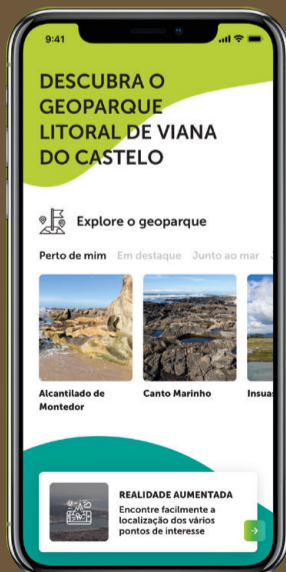 9:41
DESCUBRA O
GEOPARQUE
LITORAL DE VIANA
DO CASTELO
Explore o geoparque
Perto de mim Em destaque Junto ao mar
Alcantilado de
Montedor
Canto Marinho
Insuas
REALIDADE AUMENTADA
Encontre facilmente a
localização dos vários
pontos de interesse